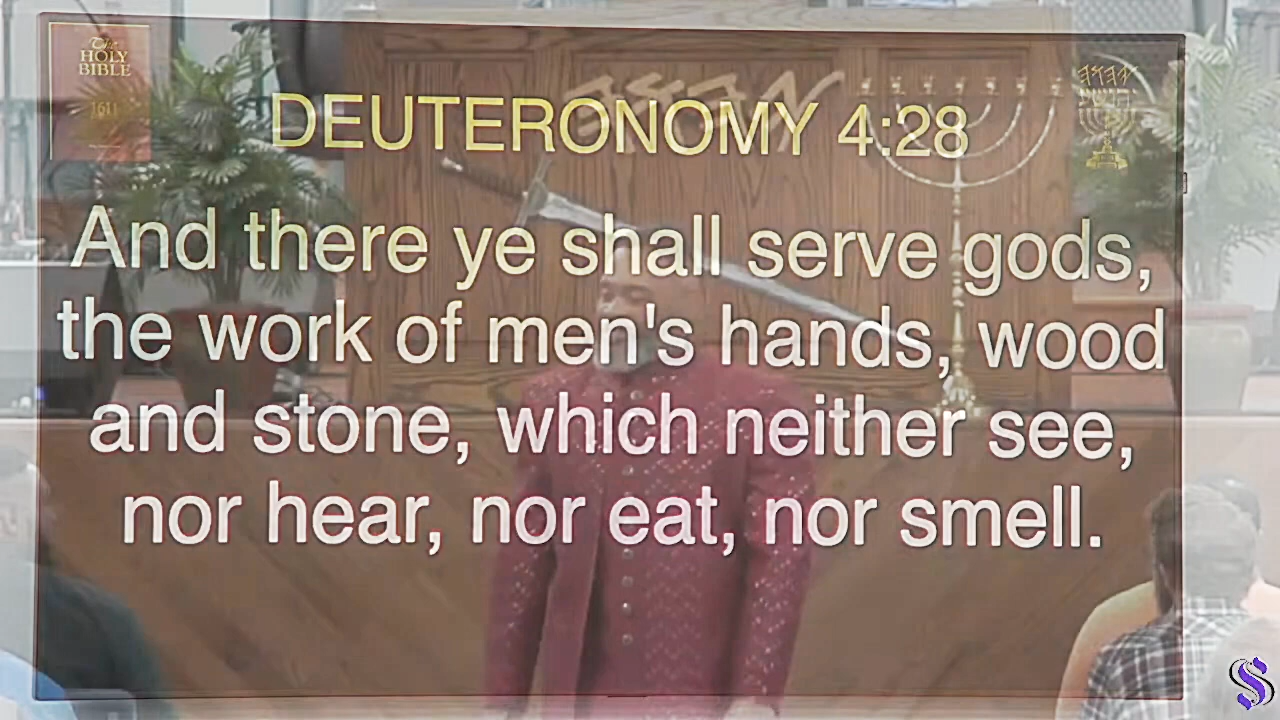 The
HOLY
BIBLE
1611
DEUTERONOMY 4:28
And there ye shall serve gods,
the work of men's hands, wood
and stone, which neither see,
nor hear, nor eat, nor smell.